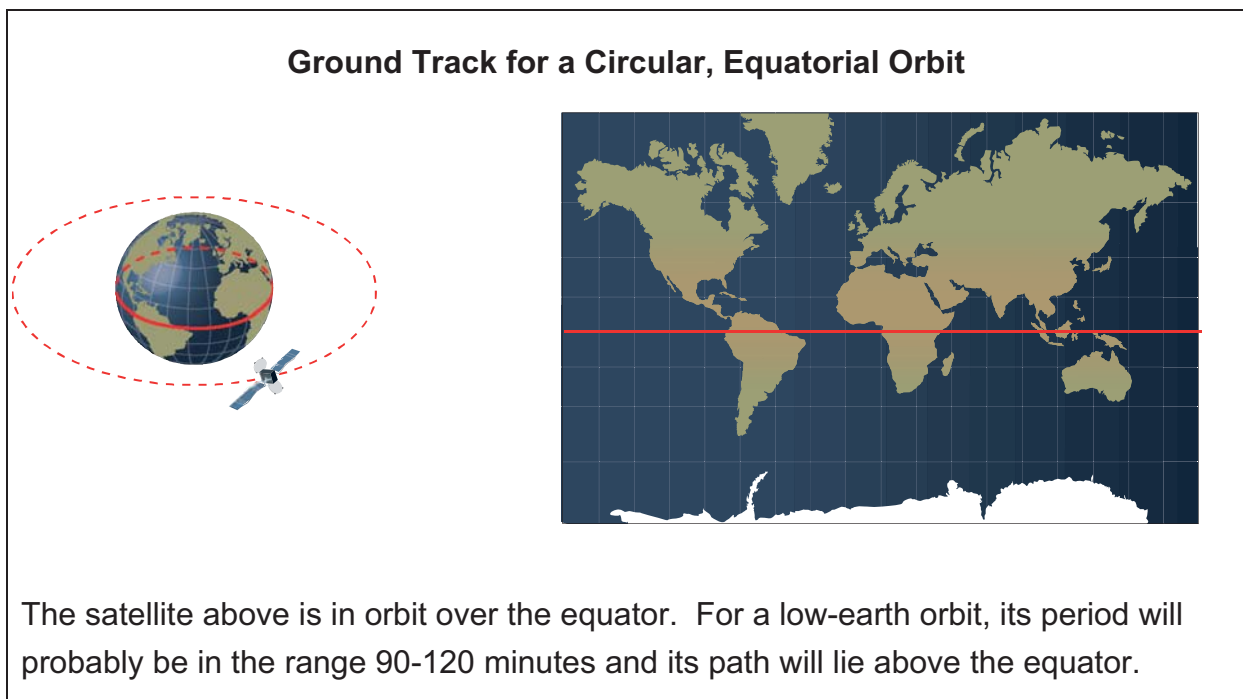 Ground Track for a Circular, Equatorial Orbit
The satellite above is in orbit over the equator.  For a low-earth orbit, its period will
probably be in the range 90-120 minutes and its path will lie above the equator.